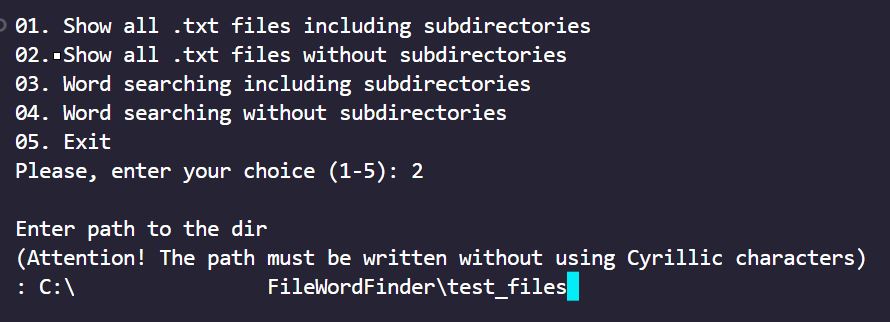 01. Show all .txt files including subdirectories
02. Show all .txt files without subdirectories
03. Word searching including subdirectories
04. Word searching without subdirectories
05. Exit
Please, enter your choice (1-5): 2
Enter path to the dir
(Attention! The path must be written without using Cyrillic characters)
: C:\ FileWordFinder\test_files